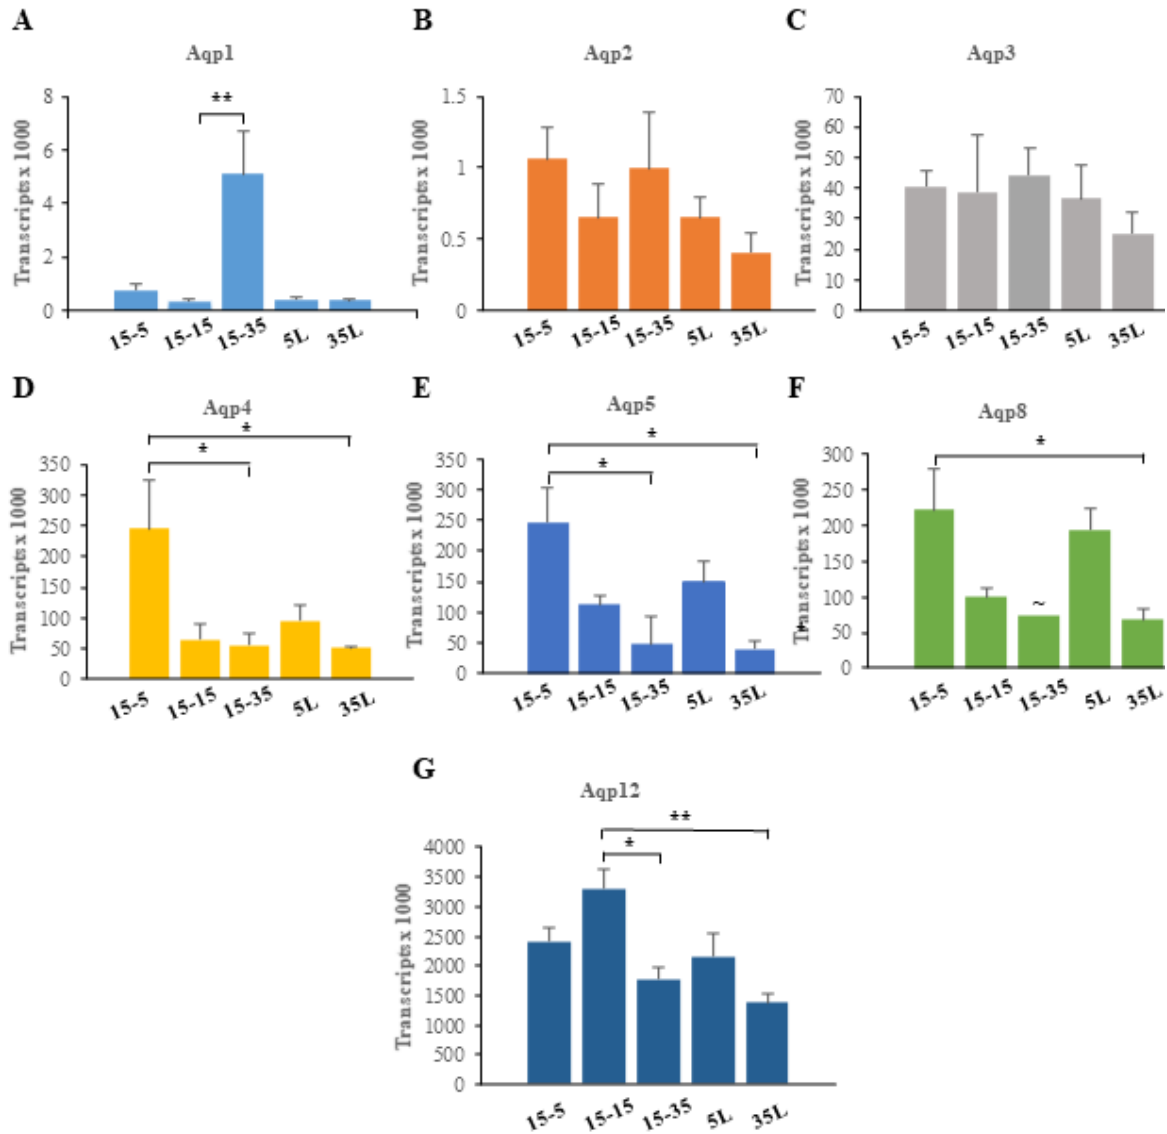 A
Aqp1
Transcripts x 1000
8
6
4
2
0
**
15-5
15-15
15-35
5L
35L
B
Aqp2
Transcripts x 1000
1.5
1
0.5
0
15-5
15-15
15-35
5L
35L
C
Aqp3
Transcripts x 1000
70
60
50
40
30
20
10
0
15-5
15-15
15-35
5L
35L
D
Aqp4
Transcripts x 1000
350
300
250
200
150
100
50
0
*
*
15-5
15-15
15-35
5L
35L
E
Aqp5
Transcripts x 1000
350
300
250
200
150
100
50
0
*
*
15-5
15-15
15-35
5L
35L
F
Aqp8
Transcripts x 1000
300
250
200
150
100
50
0
*
~
*
15-5
15-15
15-35
5L
35L
G
Aqp12
Transcripts x 1000
4000
3500
3000
2500
2000
1500
1000
500
0
**
*
15-5
15-15
15-35
5L
35L